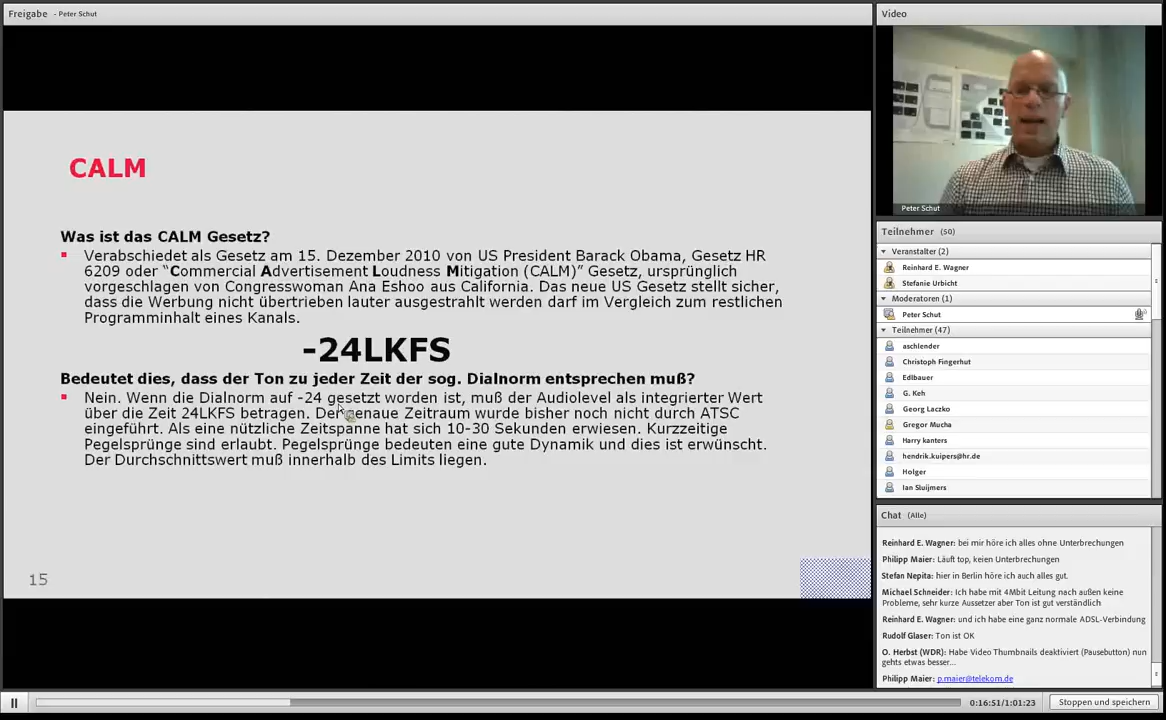 Freigabe - Peter Schut
CALM
Was ist das CALM Gesetz?
Verabschiedet als Gesetz am 15. Dezember 2010 von US President Barack Obama, Gesetz HR
6209 oder “Commercial Advertisement Loudness Mitigation (CALM)” Gesetz, ursprünglich
vorgeschlagen von Congresswoman Ana Eshoo aus California. Das neue US Gesetz stellt sicher,
dass die Werbung nicht übertrieben lauter ausgestrahlt werden darf im Vergleich zum restlichen
Programminhalt eines Kanals.
-24LKFS
Bedeutet dies, dass der Ton zu jeder Zeit der sog. Dialnorm entsprechen muß?
Nein. Wenn die Dialnorm auf -24 gesetzt worden ist, muß der Audiolevel als integrierter Wert
über die Zeit 24LKFS betragen. Der genaue Zeitraum wurde bisher noch nicht durch ATSC
eingeführt. Als eine nützliche Zeitspanne hat sich 10-30 Sekunden erwiesen. Kurzzeitige
Pegelsprünge sind erlaubt. Pegelsprünge bedeuten eine gute Dynamik und dies ist erwünscht.
Der Durchschnittswert muß innerhalb des Limits liegen.
15
Video
Peter Schut
Teilnehmer (50)
Veranstalter (2)
Reinhard E. Wagner
Stefanie Urbicht
Moderatoren (1)
Peter Schut
Teilnehmer (47)
aschlender
Christoph Fingerhut
Edlbauer
G. Keh
Georg Laczko
Gregor Mucha
Harry kanters
hendrik.kuipers@hr.de
Holger
Ian Sluijmers
Chat (Alle)
Reinhard E. Wagner: bei mir höre ich alles ohne Unterbrechungen
Philipp Maier: Läuft top, keien Unterbrechungen
Stefan Nepita: hier in Berlin höre ich auch alles gut.
Michael Schneider: Ich habe mit 4Mbit Leitung nach außen keine
Probleme, sehr kurze Aussetzer aber Ton ist gut verständlich
Reinhard E. Wagner: und ich habe eine ganz normale ADSL-Verbindung
Rudolf Glaser: Ton ist OK
O. Herbst (WDR): Habe Video Thumbnails deaktiviert (Pausebutton) nun
gehts etwas besser...
Philipp Maier: p.maier@telekom.de
0:16:51/1:01:23
Stoppen und speichern